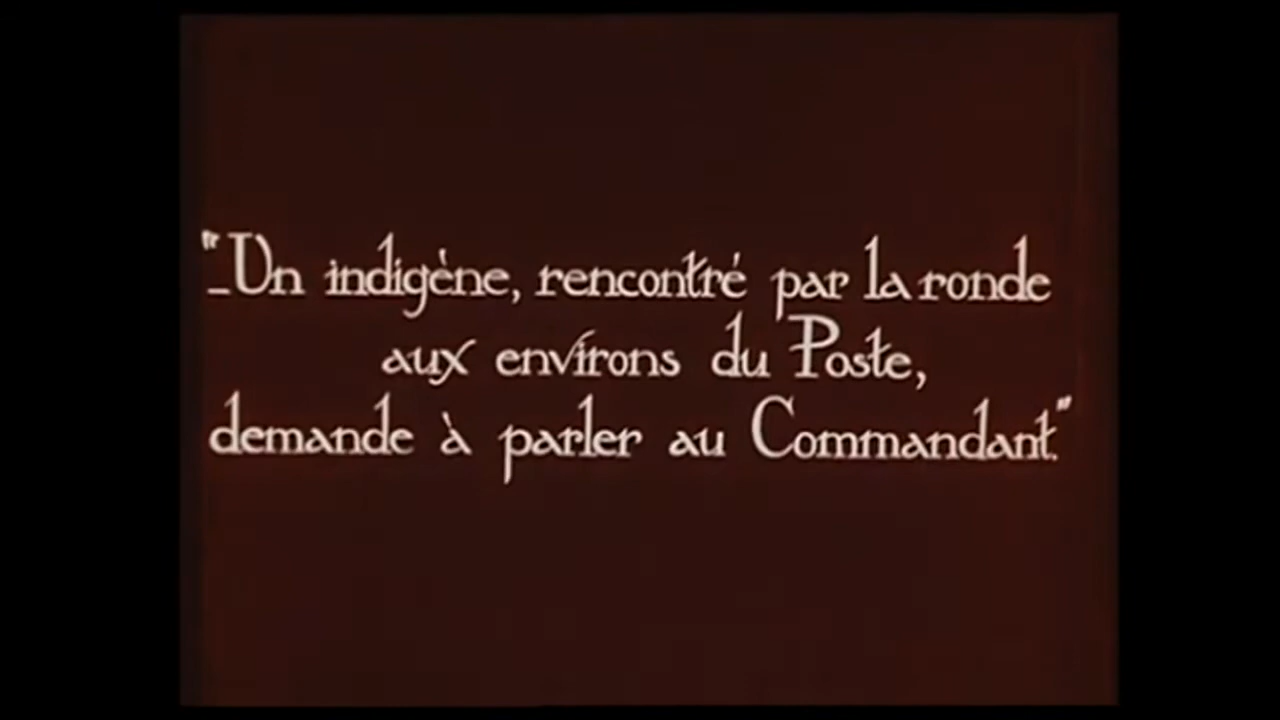 "_Un indigène, rencontré par la ronde
aux environs du Poste,
demande à parler au Commandant."